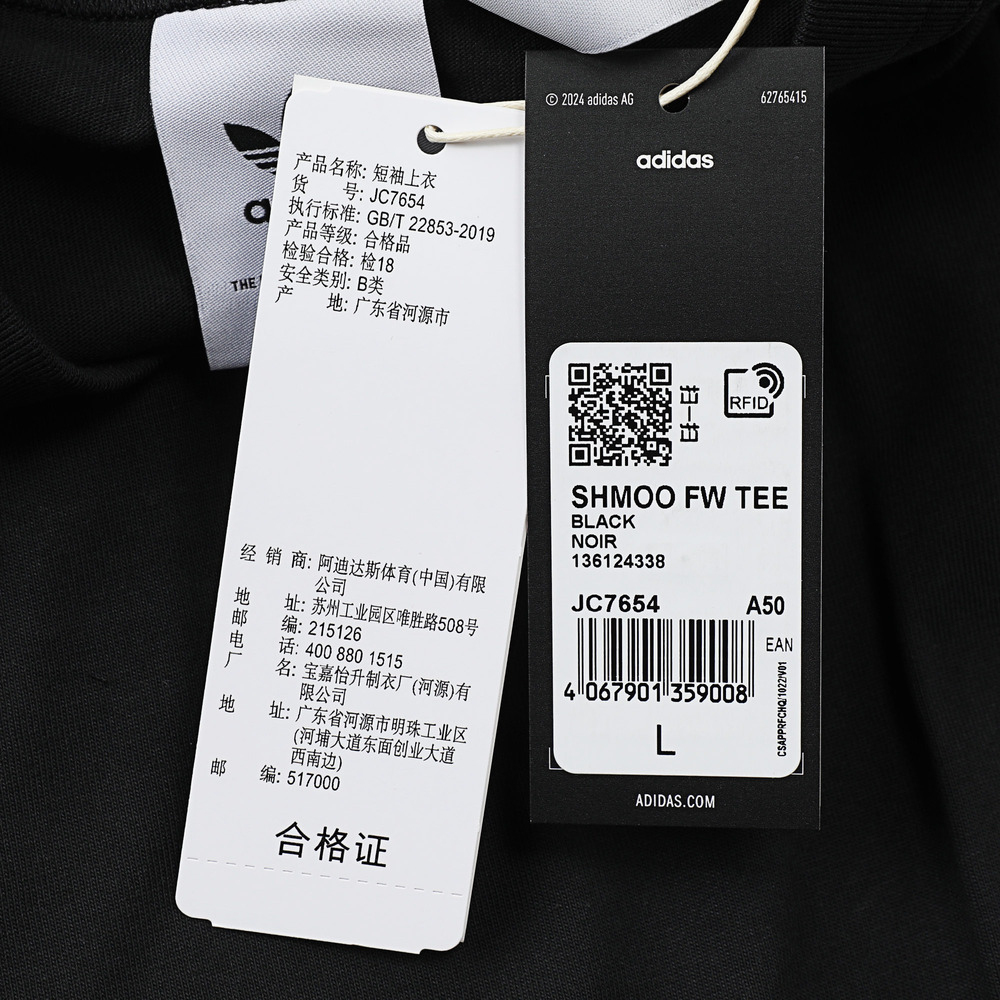 THE
产品名称: 短袖上衣
货 号: JC7654
执行标准: GB/T 22853-2019
产品等级: 合格品
检验合格: 检18
安全类别: B类
产 地: 广东省河源市
经 销 商: 阿迪达斯体育(中国)有限
公司
地 址: 苏州工业园区唯胜路508号
邮 编: 215126
电 话: 400 880 1515
厂 名: 宝嘉怡升制衣厂(河源)有
限公司
地 址: 广东省河源市明珠工业区
(河埔大道东面创业大道
西南边)
邮 编: 517000
合格证
© 2024 adidas AG 62765415
adidas
扫一扫
RFID
SHMOO FW TEE
BLACK
NOIR
136124338
JC7654 A50
EAN
4 067901 359008
CSAPPRFCHQ/1022/V01
L
ADIDAS.COM